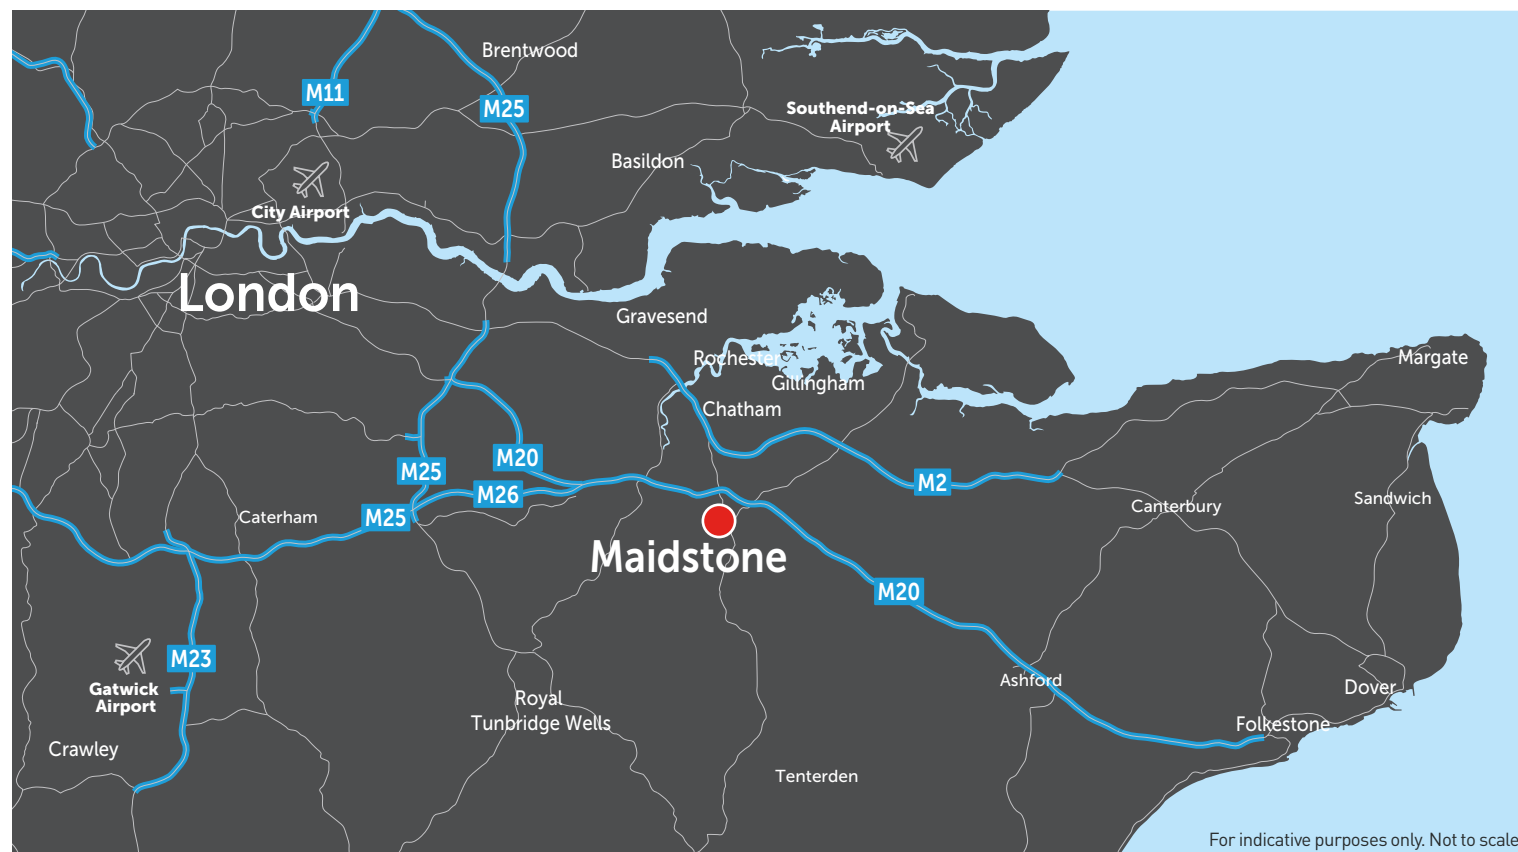 Brentwood
M11
M25
Southend-on-Sea
Airport
Basildon
City Airport
London
Gravesend
Rochester
Gillingham
Margate
Chatham
M20
M25
M26
M2
M25
Caterham
Canterbury
Sandwich
Maidstone
M20
M23
Gatwick
Airport
Ashford
Dover
Royal
Tunbridge Wells
Folkestone
Crawley
Tenterden
For indicative purposes only. Not to scale